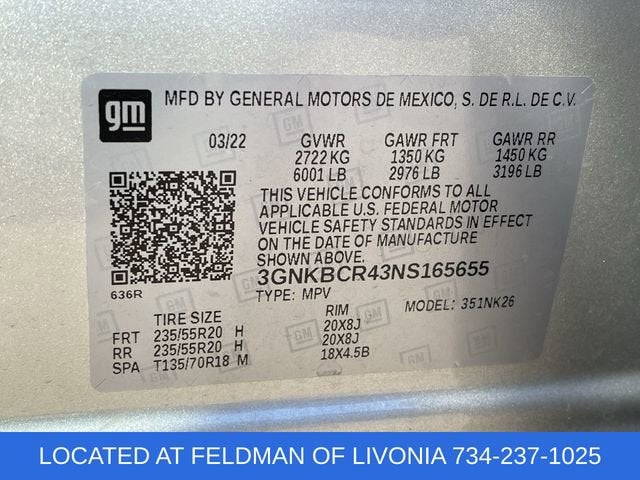 gm MFD BY GENERAL MOTORS DE MEXICO, S. DE R.L. DE C.V.
03/22 GVWR GAWR FRT GAWR RR
2722 KG 1350 KG 1450 KG
6001 LB 2976 LB 3196 LB
THIS VEHICLE CONFORMS TO ALL
APPLICABLE U.S. FEDERAL MOTOR
VEHICLE SAFETY STANDARDS IN EFFECT
ON THE DATE OF MANUFACTURE
SHOWN ABOVE.
3GNKBCR43NS165655
636R
TYPE: MPV MODEL: 351NK26
TIRE SIZE RIM
FRT 235/55R20 H 20X8J
RR 235/55R20 H 20X8J
SPA T135/70R18 M 18X4.5B
LOCATED AT FELDMAN OF LIVONIA 734-237-1025